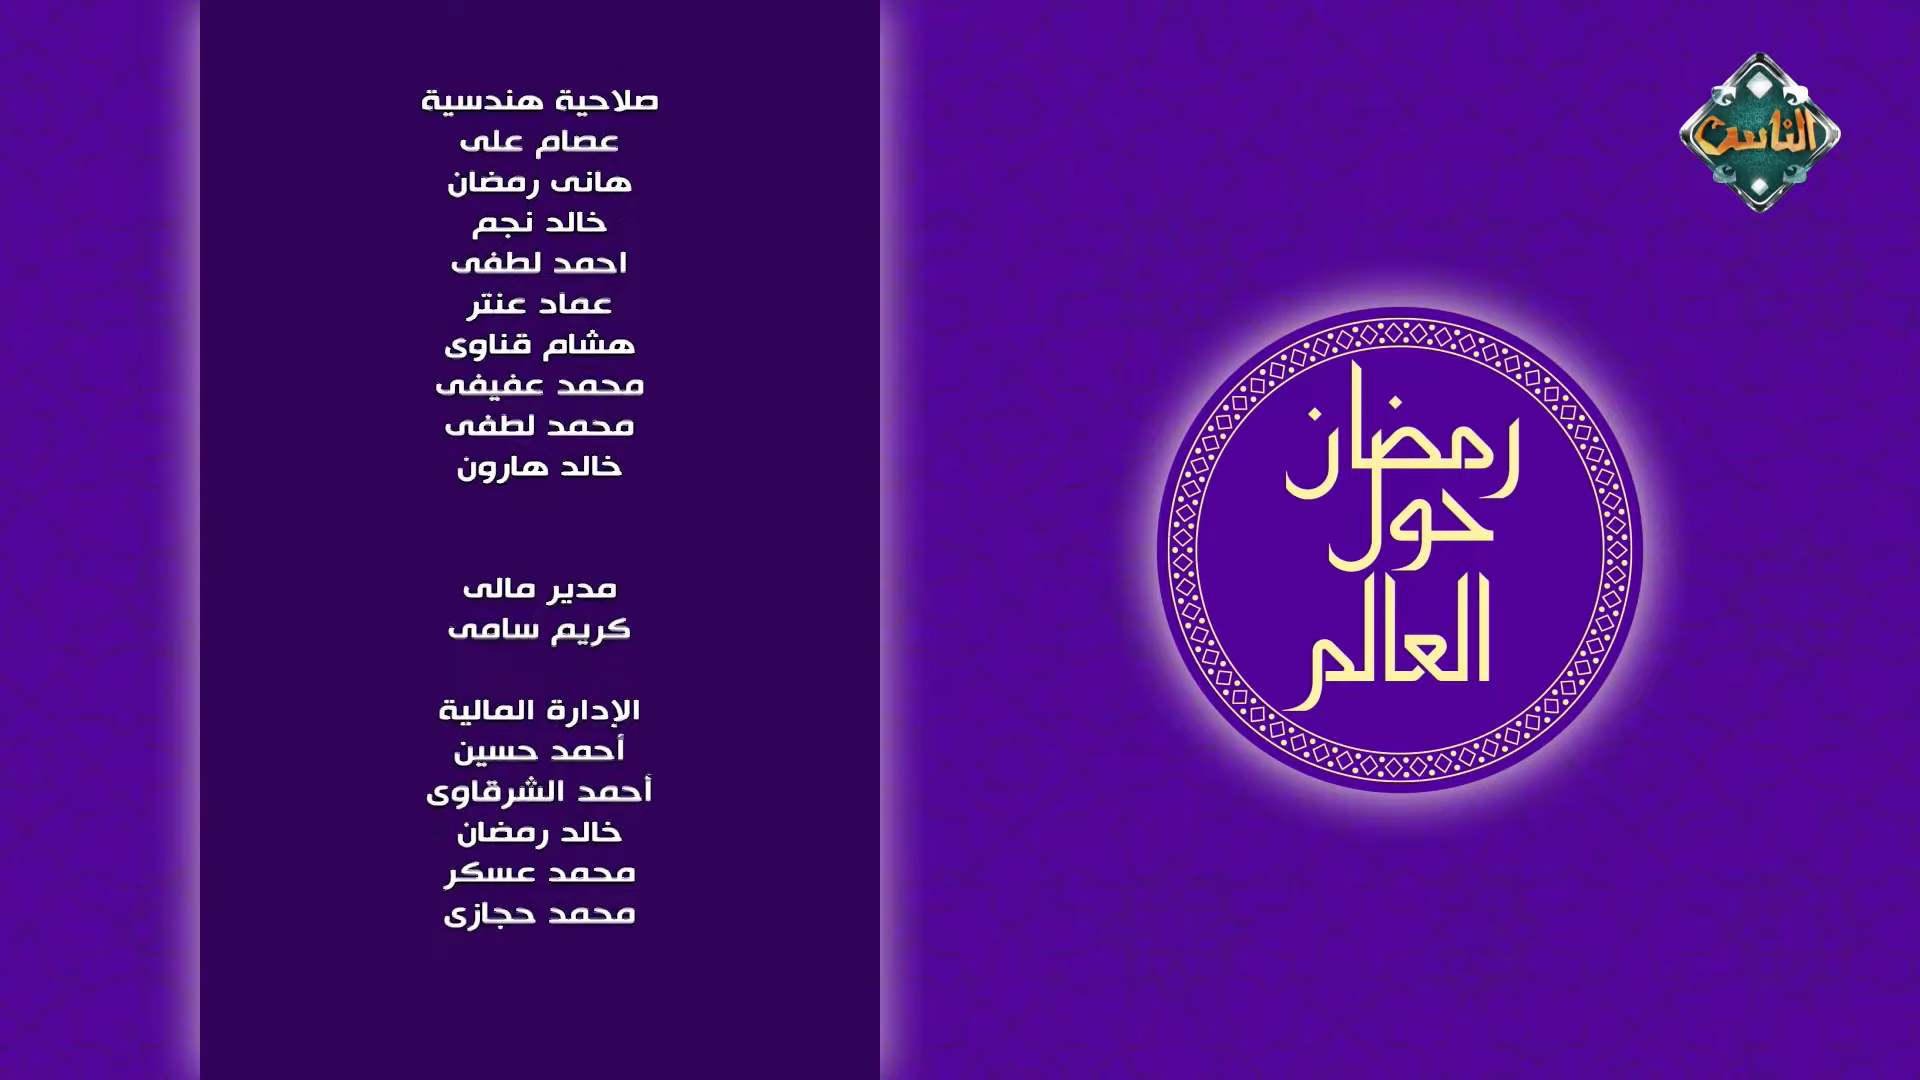 صلاحية هندسية
عصام على
هانى رمضان
خالد نجم
احمد لطفى
عماد عنتر
هشام قناوى
محمد عفيفى
محمد لطفى
خالد هارون
مدير مالى
كريم سامى
الإدارة المالية
أحمد حسين
أحمد الشرقاوى
خالد رمضان
محمد عسكر
محمد حجازى
الناس
رمضان
حول
العالم